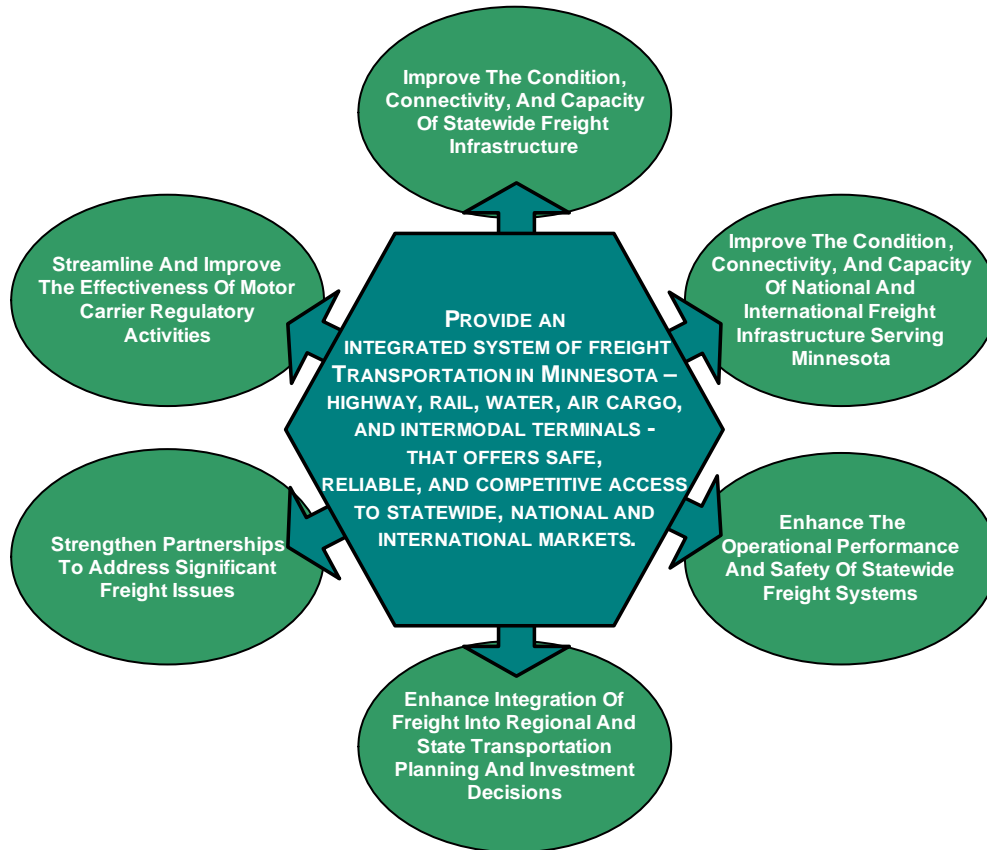 Improve The Condition,
Connectivity, And Capacity
Of Statewide Freight
Infrastructure
Streamline And Improve
The Effectiveness Of Motor
Carrier Regulatory
Activities
Improve The Condition,
Connectivity, And Capacity
Of National And
International Freight
Infrastructure Serving
Minnesota
PROVIDE AN
INTEGRATED SYSTEM OF FREIGHT
TRANSPORTATION IN MINNESOTA –
HIGHWAY, RAIL, WATER, AIR CARGO,
AND INTERMODAL TERMINALS -
THAT OFFERS SAFE,
RELIABLE, AND COMPETITIVE ACCESS
TO STATEWIDE, NATIONAL AND
INTERNATIONAL MARKETS.
Strengthen Partnerships
To Address Significant
Freight Issues
Enhance The
Operational Performance
And Safety Of Statewide
Freight Systems
Enhance Integration Of
Freight Into Regional And
State Transportation
Planning And Investment
Decisions